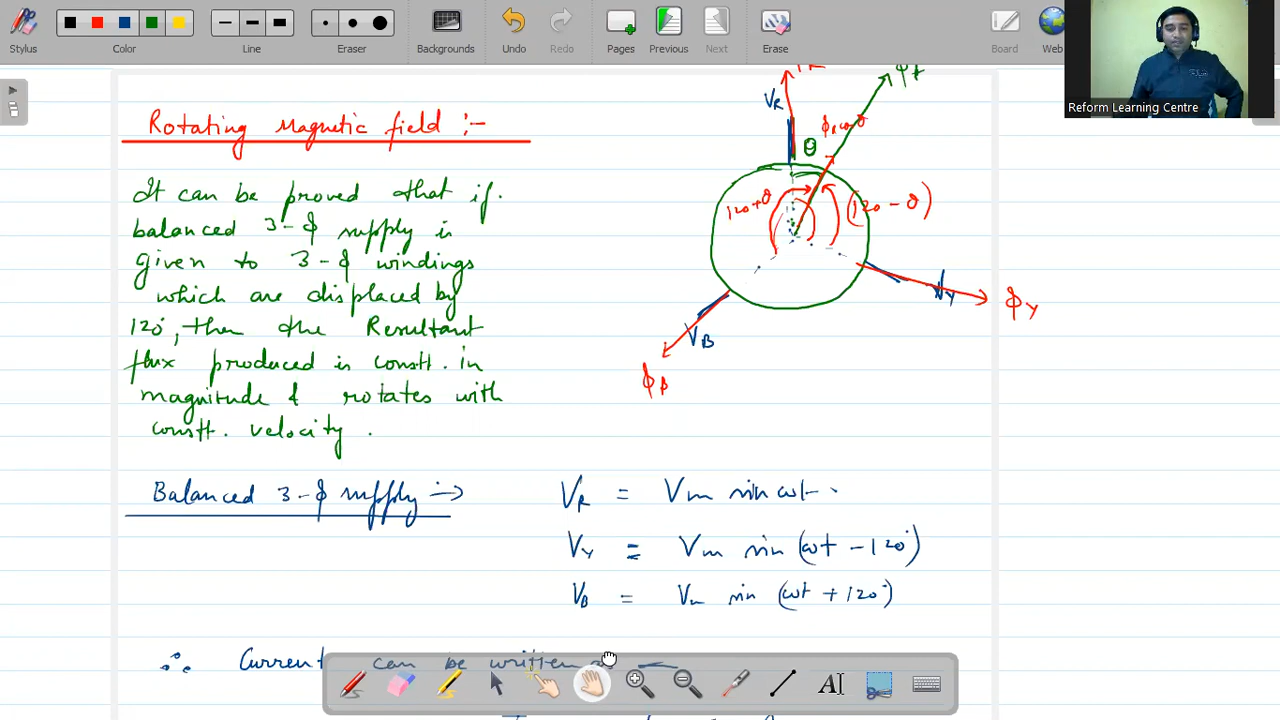 Stylus
Color
Line
Eraser
Backgrounds
Undo
Redo
Pages
Previous
Next
Erase
Board
Web
Reform Learning Centre
Rotating Magnetic field :-
It can be proved that if
balanced 3-ϕ supply is
given to 3-ϕ windings
which are displaced by
120°, then the Resultant
flux produced is constt. in
magnitude & rotates with
constt. velocity .
VR
θ
120+θ
(120-θ)
VY
ϕY
VB
ϕB
Balanced 3-ϕ supply →
VR = Vm sin ωt
VY = Vm sin (ωt - 120°)
VB = Vm sin (ωt + 120°)
∴ Current can be written as